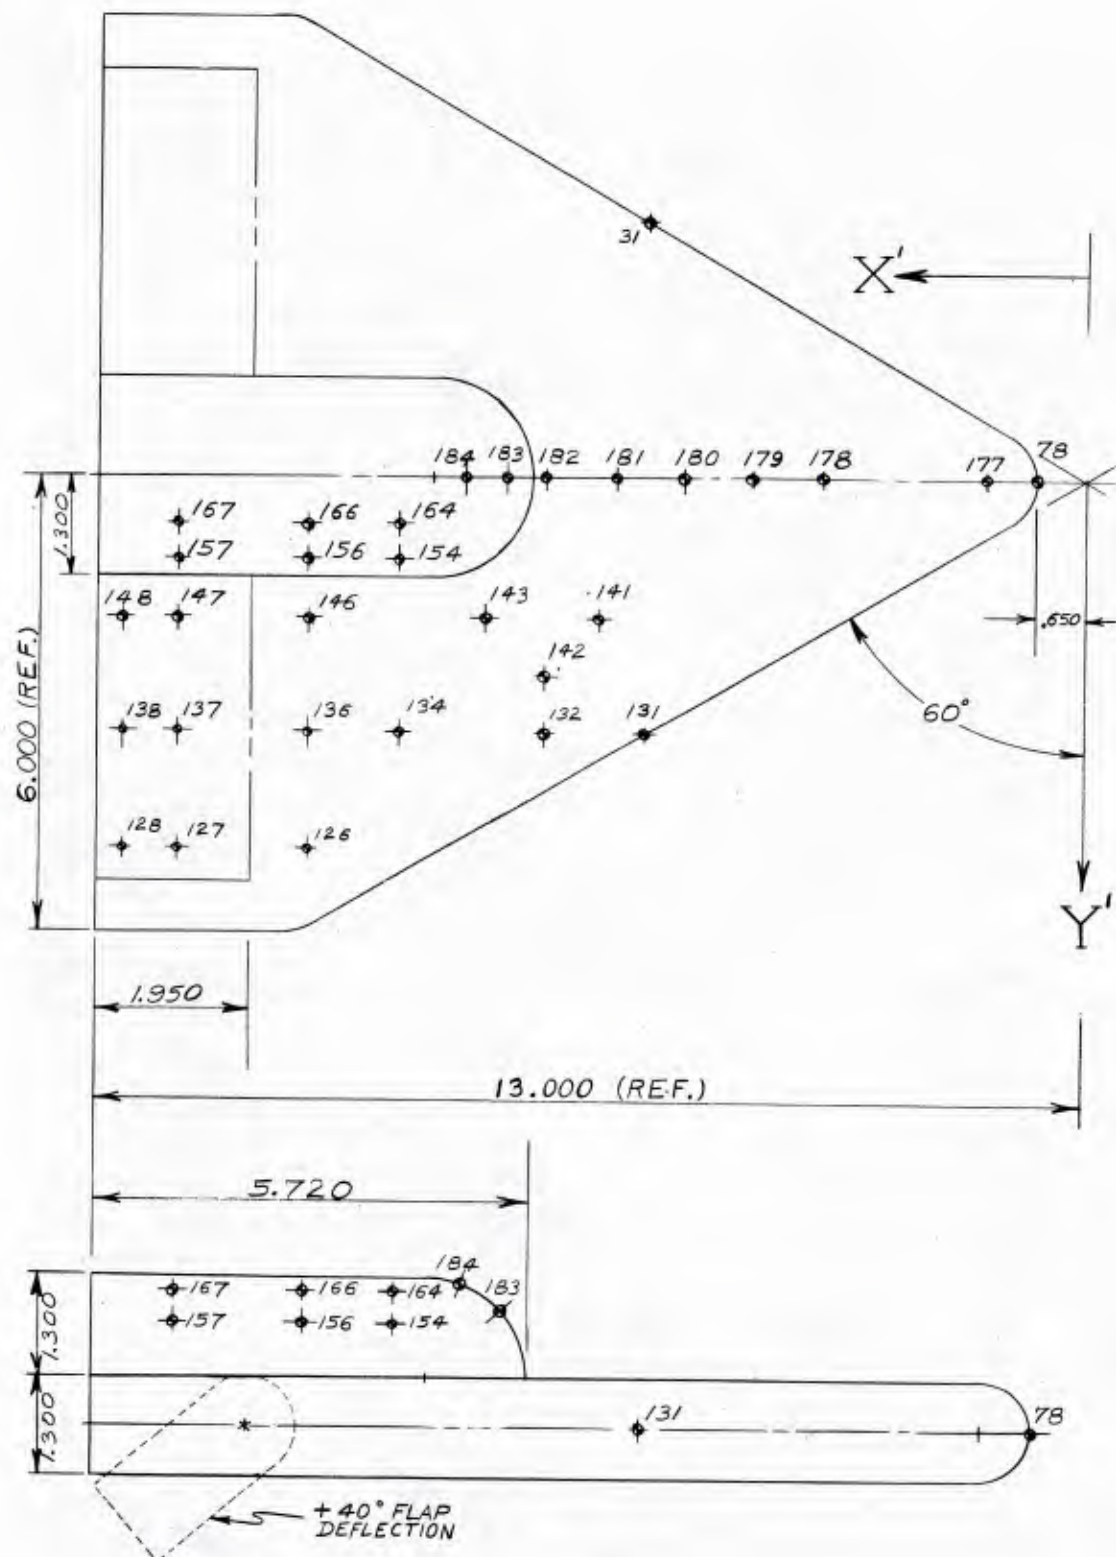 31
X'
184 183 182 181 180 179 178 177 78
167 166 164
157 156 154
1.300
148 147 146 143 141
.650
142
6.000 (REF.)
138 137 136 134 132 131
60°
128 127 126
Y'
1.950
13.000 (REF.)
5.720
184
167 166 164 183
157 156 154
1.300
131 78
1.300
+40° FLAP
DEFLECTION